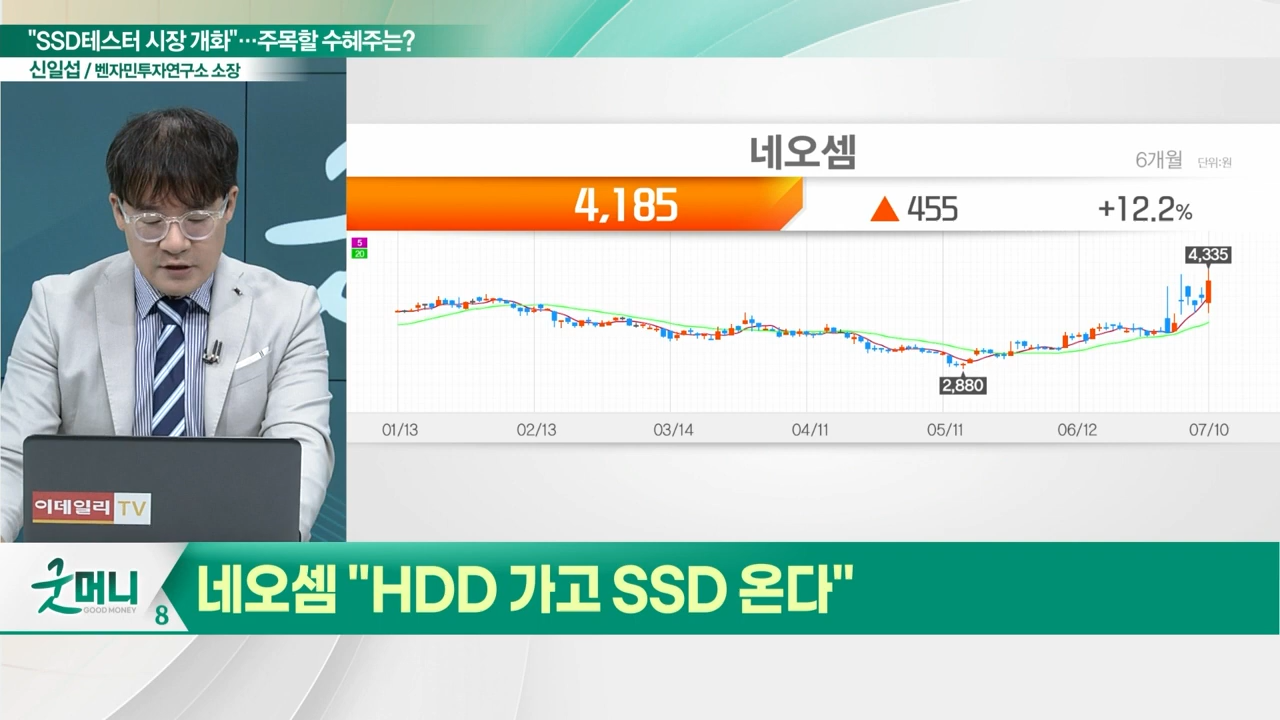 "SSD테스터 시장 개화"…주목할 수혜주는?
신일섭 / 벤자민투자연구소 소장
네오셈
6개월 단위:원
4,185 ▲ 455 +12.2%
5
20
4,335
2,880
01/13 02/13 03/14 04/11 05/11 06/12 07/10
이데일리 TV
굿머니
GOOD MONEY
8
네오셈 "HDD 가고 SSD 온다"